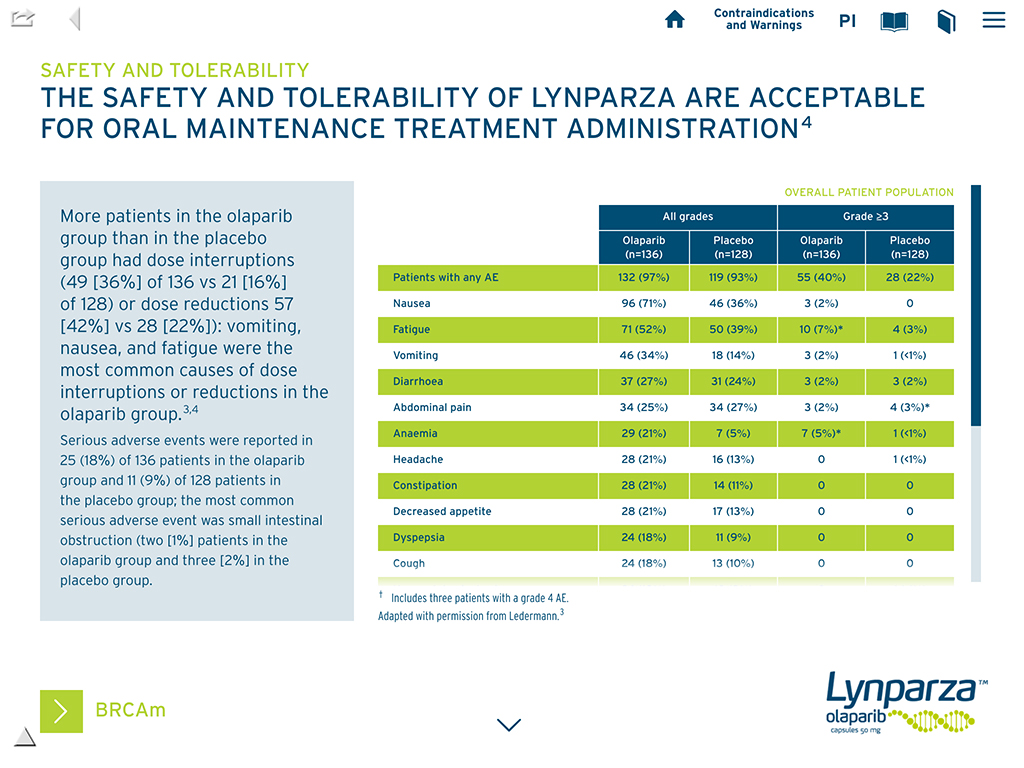 Contraindications
and Warnings
PI
SAFETY AND TOLERABILITY
THE SAFETY AND TOLERABILITY OF LYNPARZA ARE ACCEPTABLE
FOR ORAL MAINTENANCE TREATMENT ADMINISTRATION⁴
More patients in the olaparib
group than in the placebo
group had dose interruptions
(49 [36%] of 136 vs 21 [16%]
of 128) or dose reductions 57
[42%] vs 28 [22%]): vomiting,
nausea, and fatigue were the
most common causes of dose
interruptions or reductions in the
olaparib group.³,⁴
Serious adverse events were reported in
25 (18%) of 136 patients in the olaparib
group and 11 (9%) of 128 patients in
the placebo group; the most common
serious adverse event was small intestinal
obstruction (two [1%] patients in the
olaparib group and three [2%] in the
placebo group.
OVERALL PATIENT POPULATION
All grades Grade ≥3
Olaparib Placebo Olaparib Placebo
(n=136) (n=128) (n=136) (n=128)
Patients with any AE 132 (97%) 119 (93%) 55 (40%) 28 (22%)
Nausea 96 (71%) 46 (36%) 3 (2%) 0
Fatigue 71 (52%) 50 (39%) 10 (7%)* 4 (3%)
Vomiting 46 (34%) 18 (14%) 3 (2%) 1 (<1%)
Diarrhoea 37 (27%) 31 (24%) 3 (2%) 3 (2%)
Abdominal pain 34 (25%) 34 (27%) 3 (2%) 4 (3%)*
Anaemia 29 (21%) 7 (5%) 7 (5%)* 1 (<1%)
Headache 28 (21%) 16 (13%) 0 1 (<1%)
Constipation 28 (21%) 14 (11%) 0 0
Decreased appetite 28 (21%) 17 (13%) 0 0
Dyspepsia 24 (18%) 11 (9%) 0 0
Cough 24 (18%) 13 (10%) 0 0
† Includes three patients with a grade 4 AE.
Adapted with permission from Ledermann.³
BRCAm
Lynparza™
olaparib
capsules 50 mg